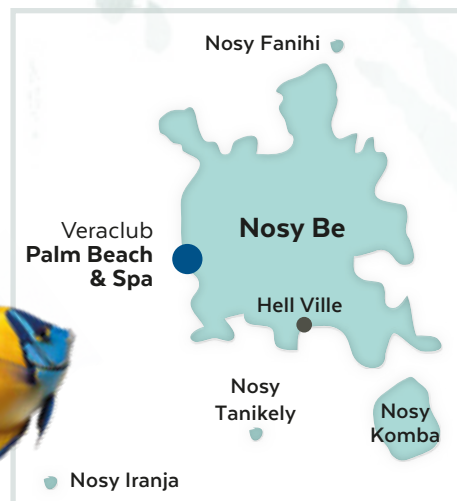 Nosy Fanihi
Veraclub
Palm Beach
& Spa
Nosy Be
Hell Ville
Nosy
Tanikely
Nosy
Komba
Nosy Iranja